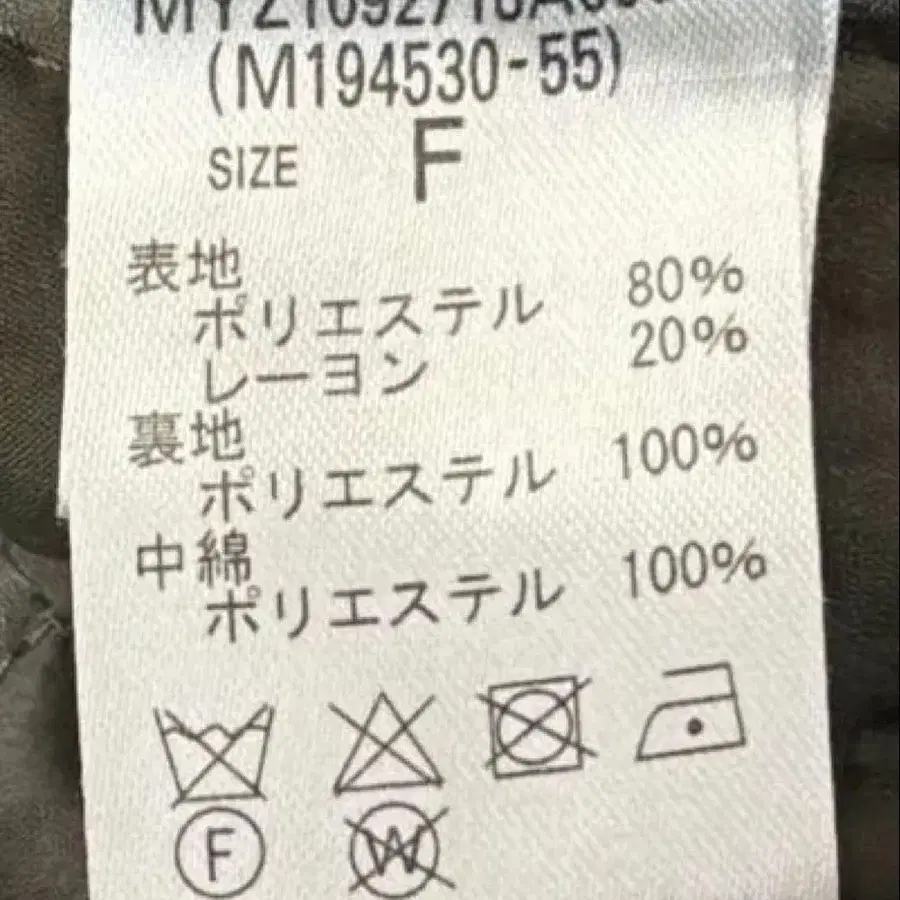 (M194530-55)
SIZE F
表地
ポリエステル 80%
レーヨン 20%
裏地
ポリエステル 100%
中綿
ポリエステル 100%
F
W